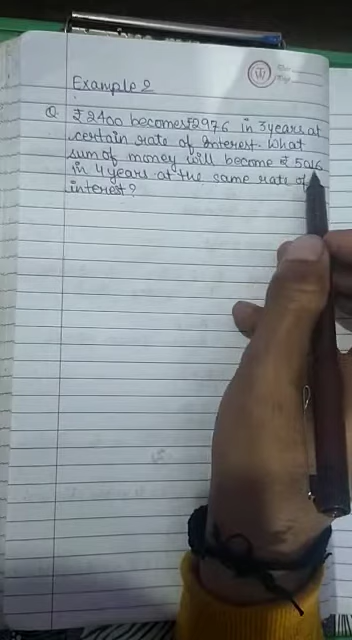 Example 2
Q ₹2400 becomes ₹2976 in 3 years at
certain rate of interest. What
sum of money will become ₹ 5016
in 4 years at the same rate of
interest?